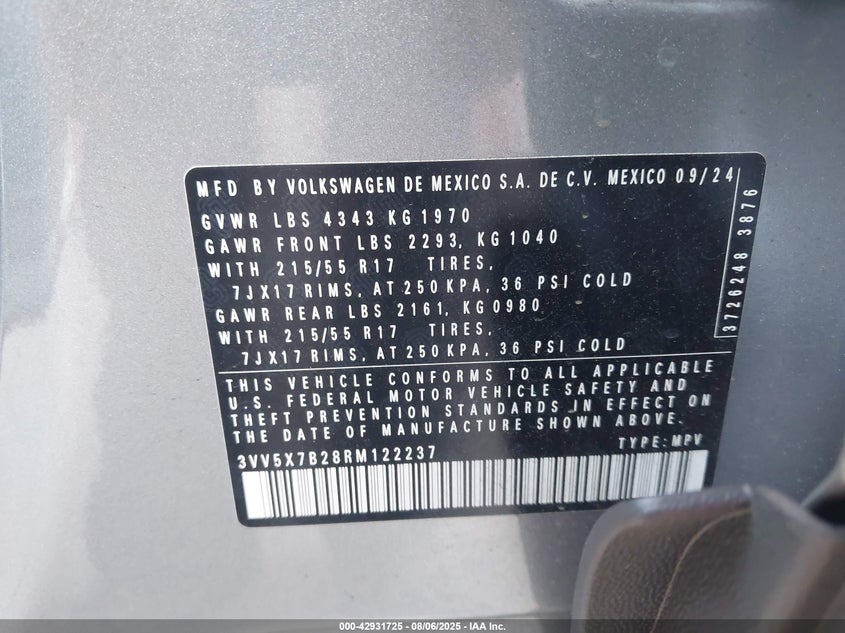 MFD BY VOLKSWAGEN DE MEXICO S.A. DE C.V. MEXICO 09/24
GVWR LBS 4343 KG 1970
GAWR FRONT LBS 2293, KG 1040
WITH 215/55 R17 TIRES,
7JX17 RIMS, AT 250 KPA, 36 PSI COLD
GAWR REAR LBS 2161, KG 0980
WITH 215/55 R17 TIRES,
7JX17 RIMS, AT 250 KPA, 36 PSI COLD
3726248 3876
THIS VEHICLE CONFORMS TO ALL APPLICABLE
U.S. FEDERAL MOTOR VEHICLE SAFETY AND
THEFT PREVENTION STANDARDS IN EFFECT ON
THE DATE OF MANUFACTURE SHOWN ABOVE.
TYPE: MPV
3VV5X7B28RM122237
000-42931725 - 08/06/2025 - IAA Inc.